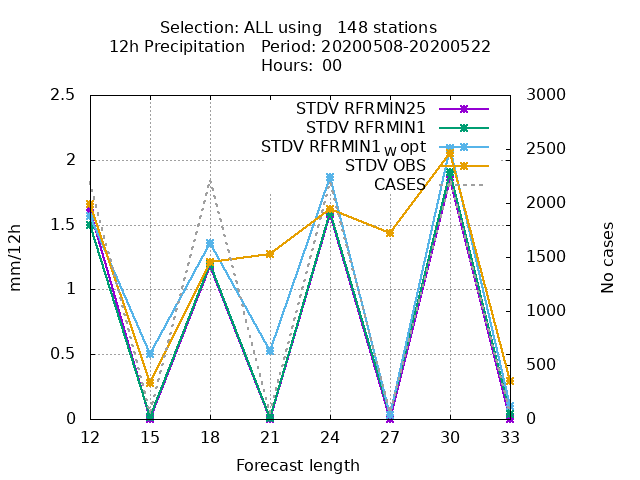 Selection: ALL using   148 stations
12h Precipitation   Period: 20200508-20200522
Hours:  00
STDV RFRMIN25
STDV RFRMIN1
STDV RFRMIN1_w opt
STDV OBS
CASES
2.5
2
1.5
1
0.5
0
3000
2500
2000
1500
1000
500
0
mm/12h
No cases
12 15 18 21 24 27 30 33
Forecast length